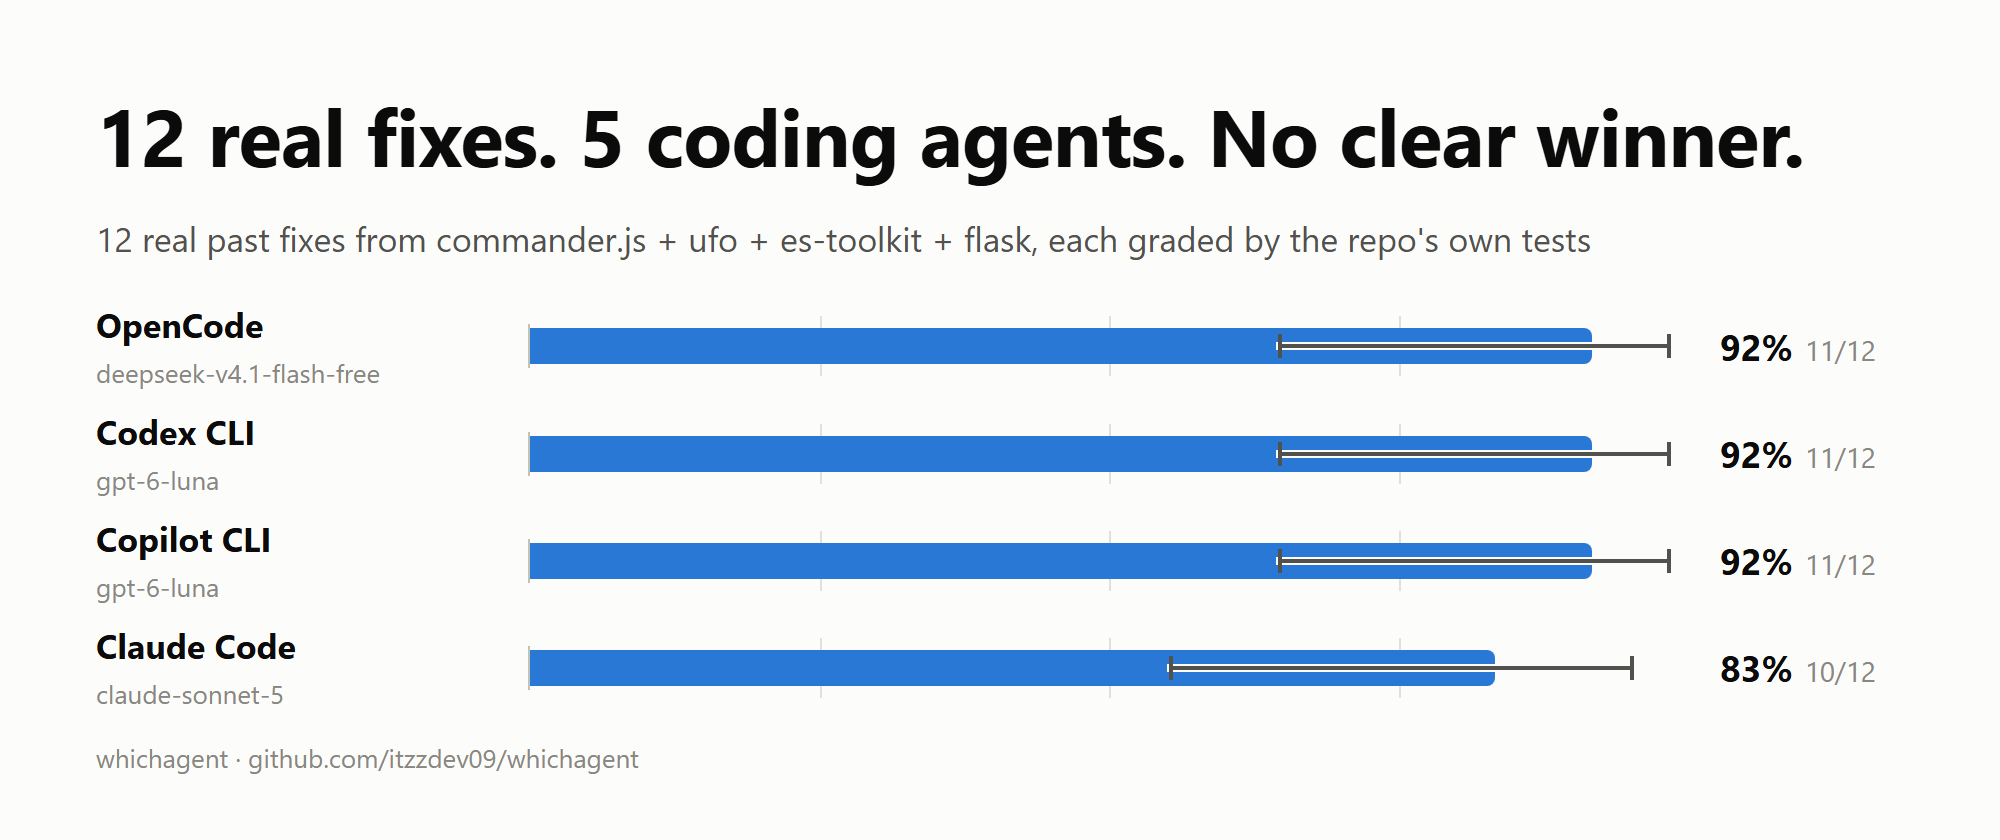 12 real fixes. 5 coding agents. No clear winner.
12 real past fixes from commander.js + ufo + es-toolkit + flask, each graded by the repo's own tests
OpenCode
deepseek-v4.1-flash-free
92% 11/12
Codex CLI
gpt-6-luna
92% 11/12
Copilot CLI
gpt-6-luna
92% 11/12
Claude Code
claude-sonnet-5
83% 10/12
whichagent · github.com/itzzdev09/whichagent